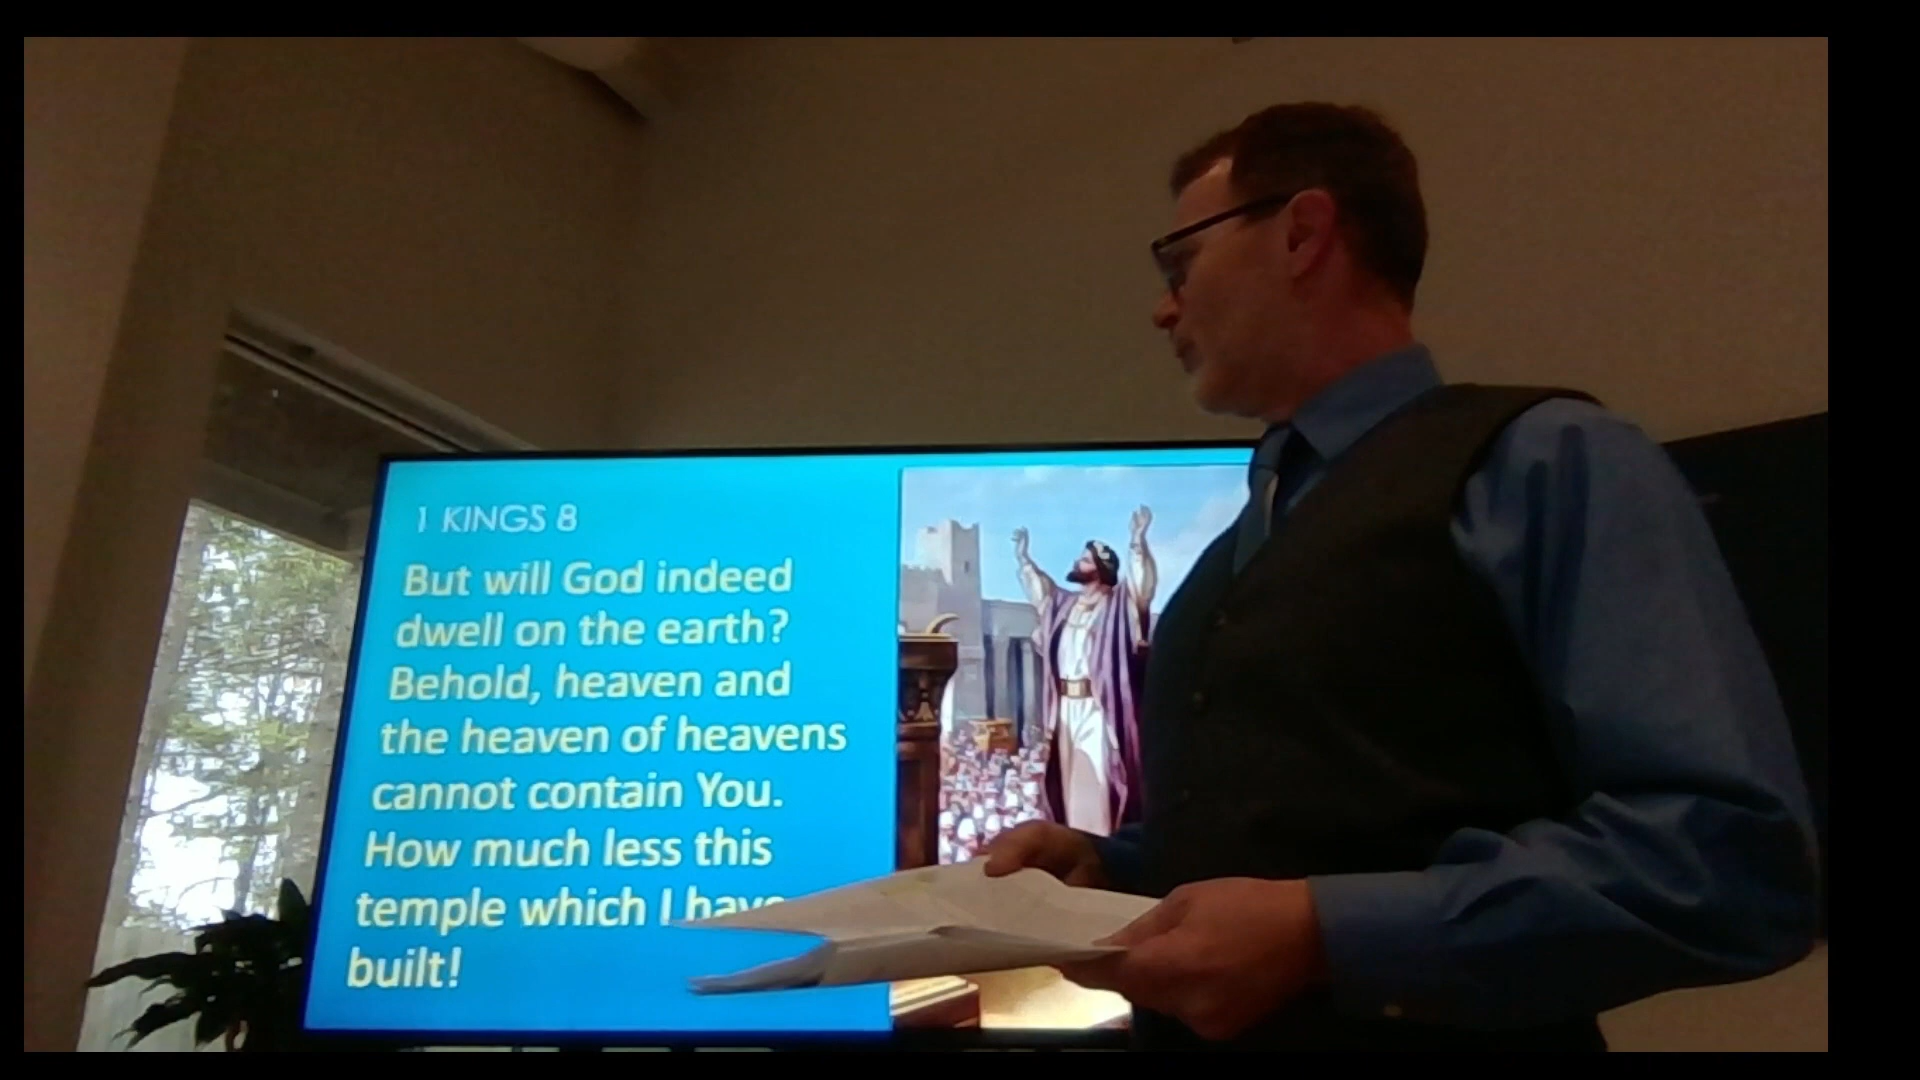 1 KINGS 8
But will God indeed
dwell on the earth?
Behold, heaven and
the heaven of heavens
cannot contain You.
How much less this
temple which I have
built!